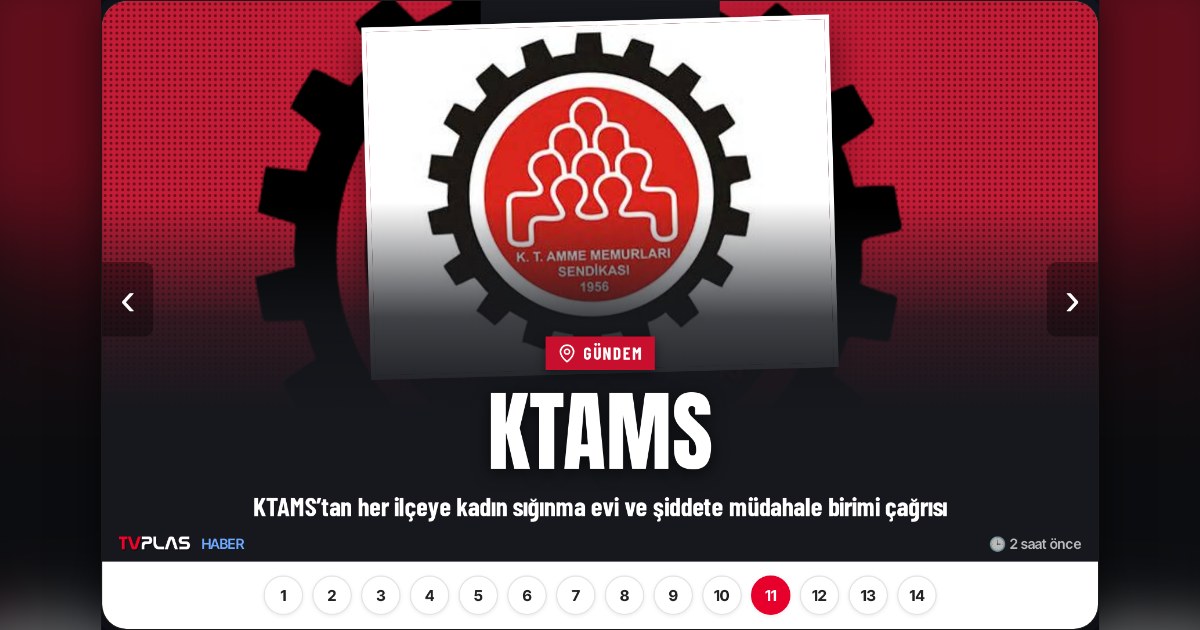 K. T. AMME MEMURLARI
SENDİKASI
1956
GÜNDEM
KTAMS
KTAMS’tan her ilçeye kadın sığınma evi ve şiddete müdahale birimi çağrısı
TVPLAS HABER
2 saat önce
1 2 3 4 5 6 7 8 9 10 11 12 13 14